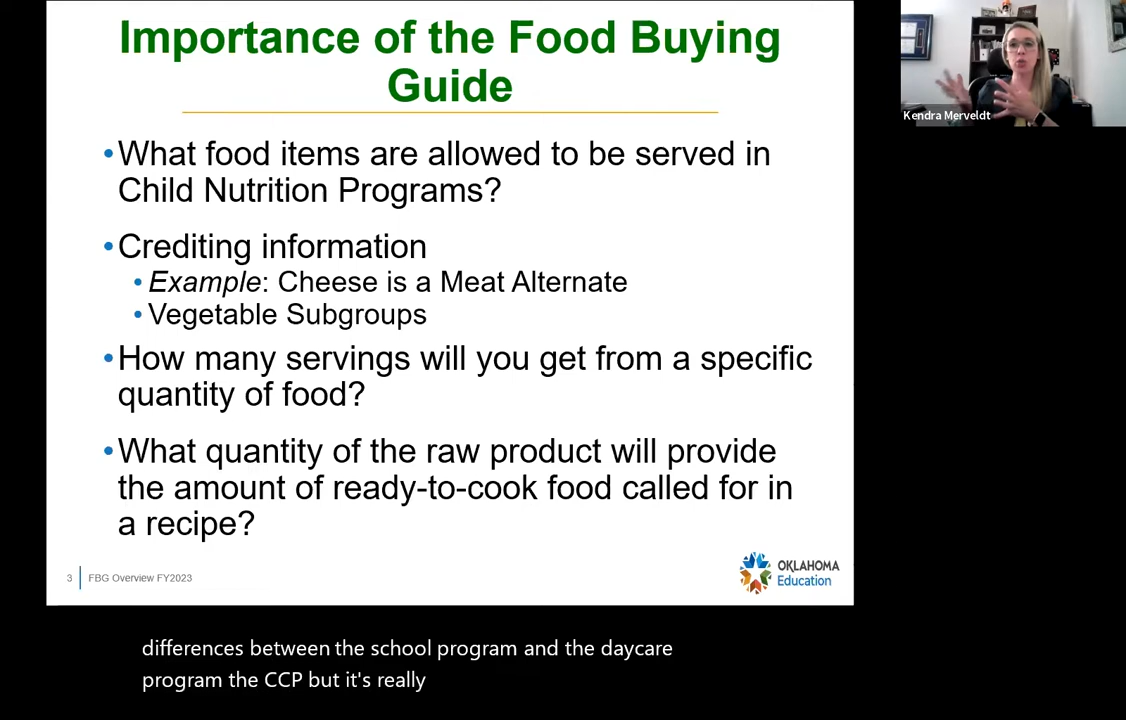 Importance of the Food Buying
Guide
•What food items are allowed to be served in
Child Nutrition Programs?
•Crediting information
•Example: Cheese is a Meat Alternate
•Vegetable Subgroups
•How many servings will you get from a specific
quantity of food?
•What quantity of the raw product will provide
the amount of ready-to-cook food called for in
a recipe?
3 FBG Overview FY2023
OKLAHOMA
Education
Kendra Merveldt
differences between the school program and the daycare
program the CCP but it's really